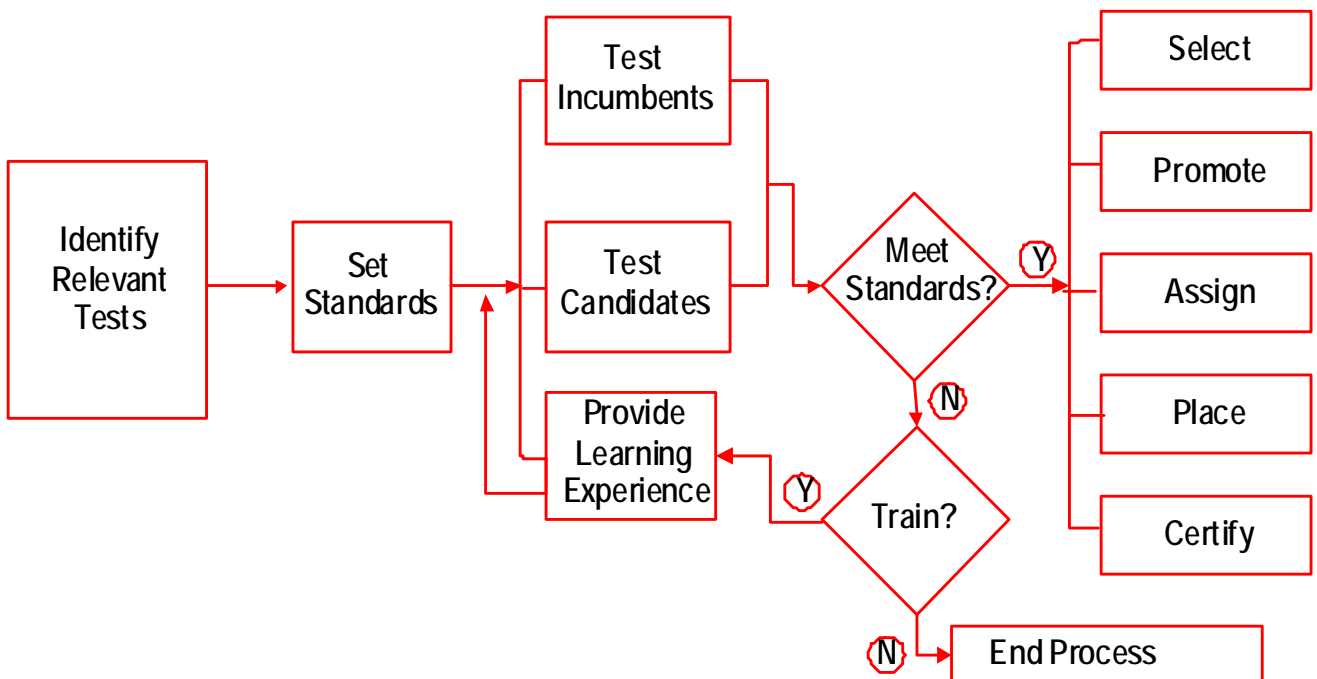 Identify
Relevant
Tests
Set
Standards
Test
Incumbents
Test
Candidates
Provide
Learning
Experience
Meet
Standards?
Y
N
Train?
Y
N
End Process
Select
Promote
Assign
Place
Certify